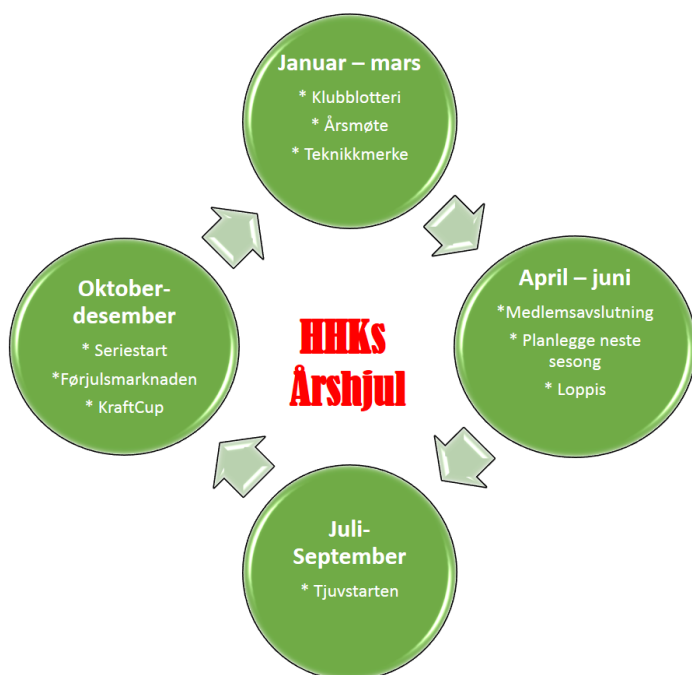 Januar – mars
* Klubblotteri
* Årsmøte
* Teknikkmerke
April – juni
*Medlemsavslutning
* Planlegge neste
sesong
* Loppis
Juli-
September
* Tjuvstarten
Oktober-
desember
* Seriestart
*Førjulsmarknaden
* KraftCup
HHKs
Årshjul